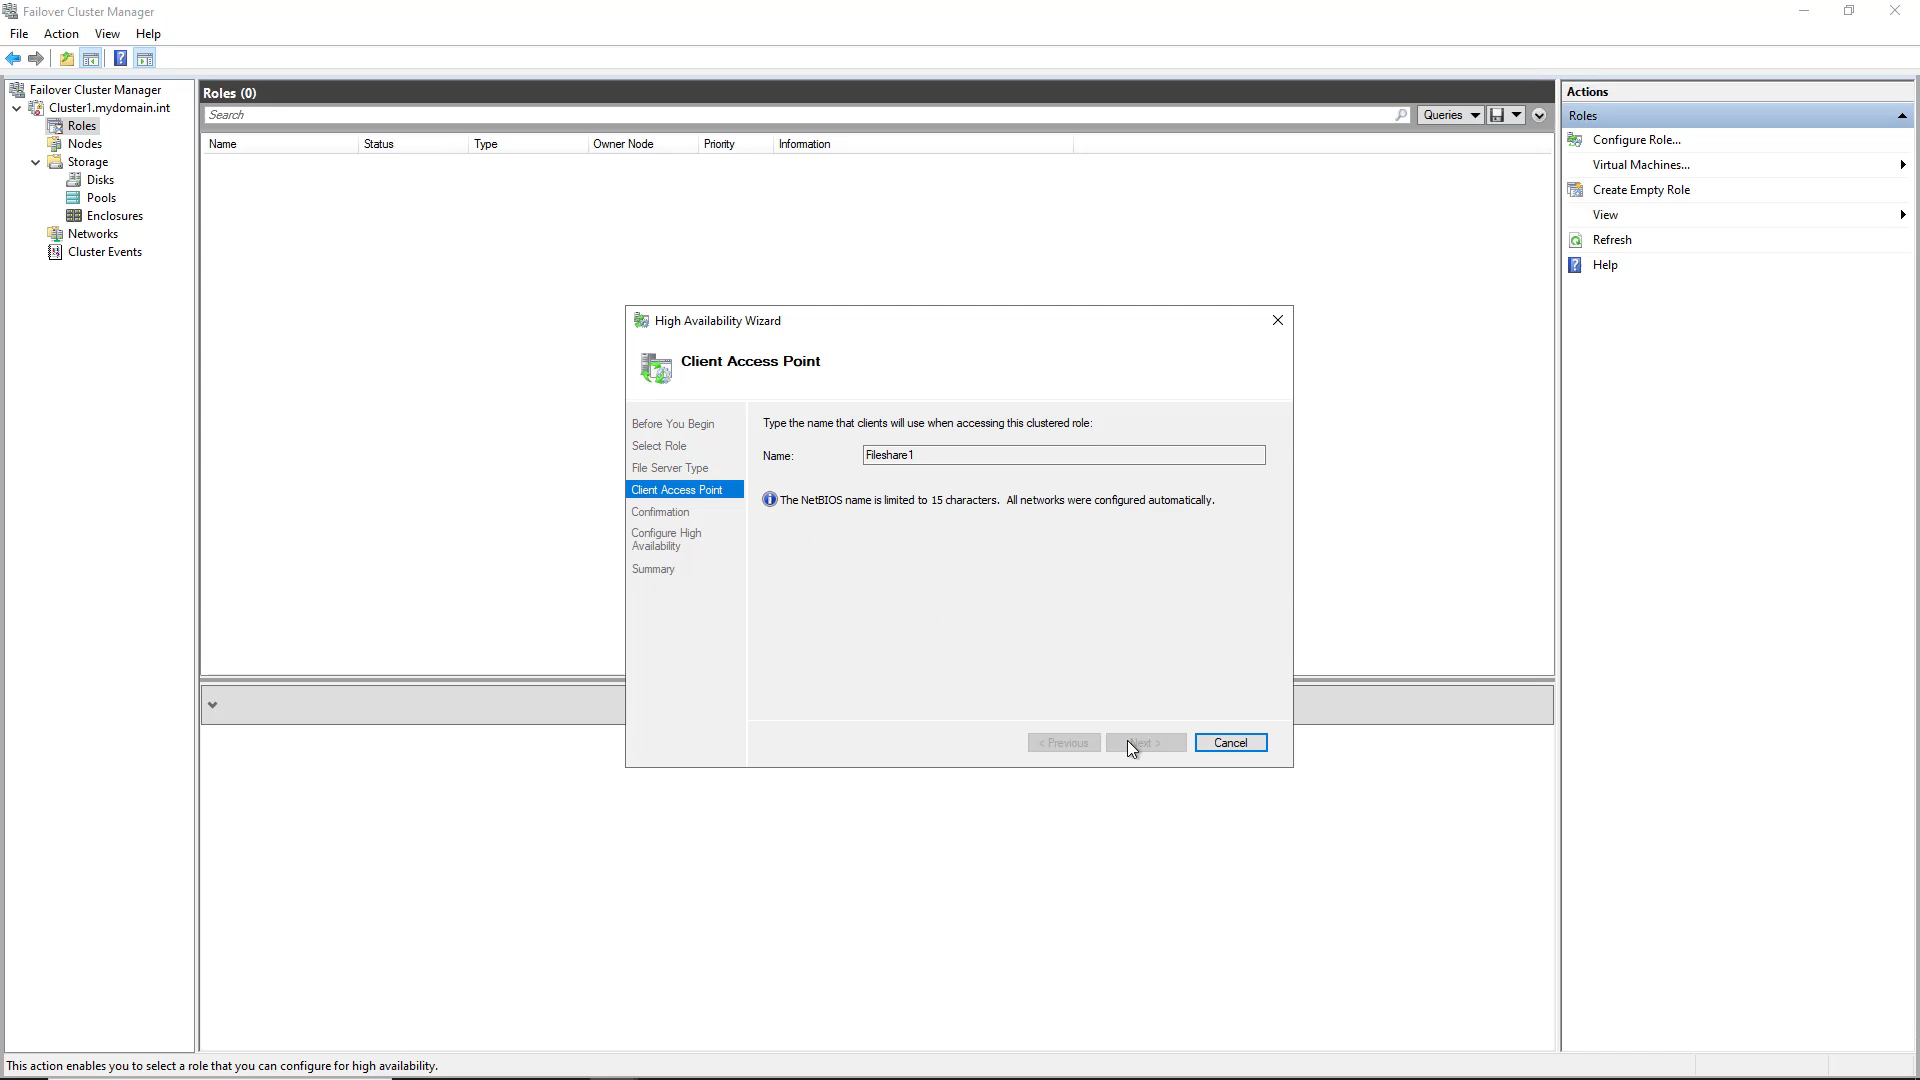 Failover Cluster Manager
File Action View Help
Failover Cluster Manager
Cluster1.mydomain.int
Roles
Nodes
Storage
Disks
Pools
Enclosures
Networks
Cluster Events
Roles (0)
Search
Queries
Name Status Type Owner Node Priority Information
High Availability Wizard
Client Access Point
Before You Begin
Select Role
File Server Type
Client Access Point
Confirmation
Configure High
Availability
Summary
Type the name that clients will use when accessing this clustered role:
Name: Fileshare1
The NetBIOS name is limited to 15 characters. All networks were configured automatically.
< Previous
Cancel
Actions
Roles
Configure Role...
Virtual Machines...
Create Empty Role
View
Refresh
Help
This action enables you to select a role that you can configure for high availability.